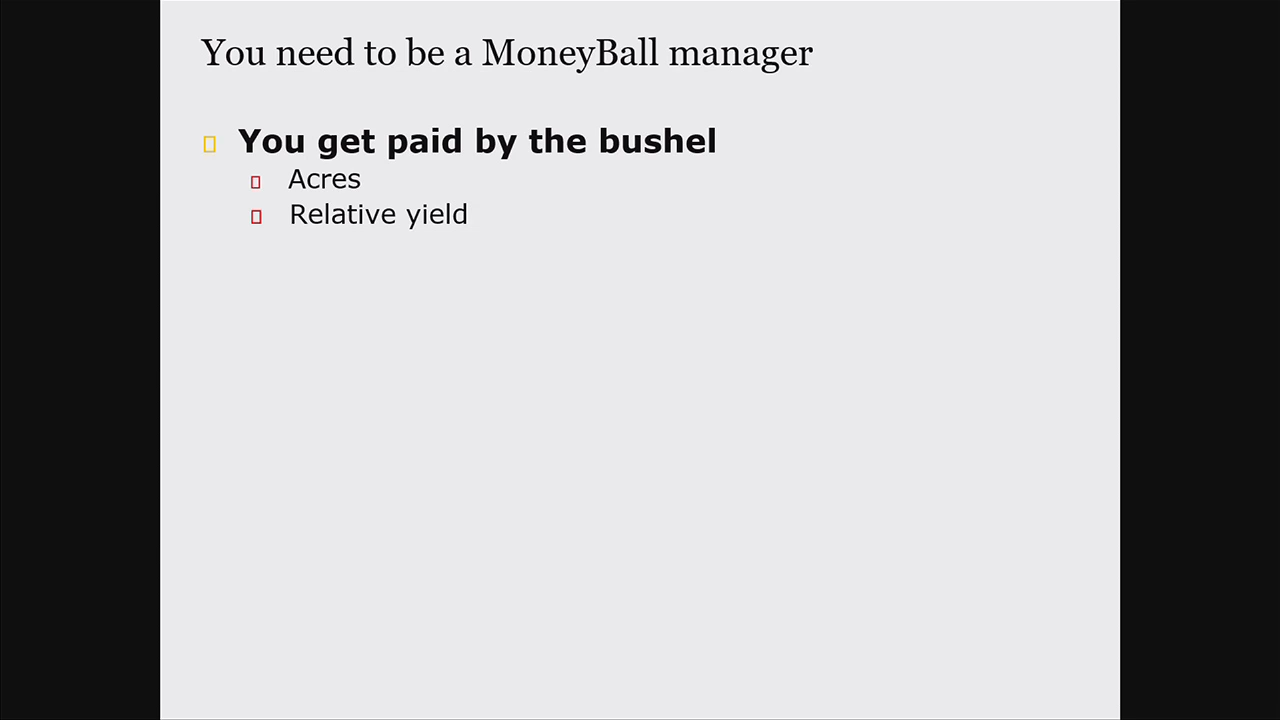 You need to be a MoneyBall manager
You get paid by the bushel
Acres
Relative yield